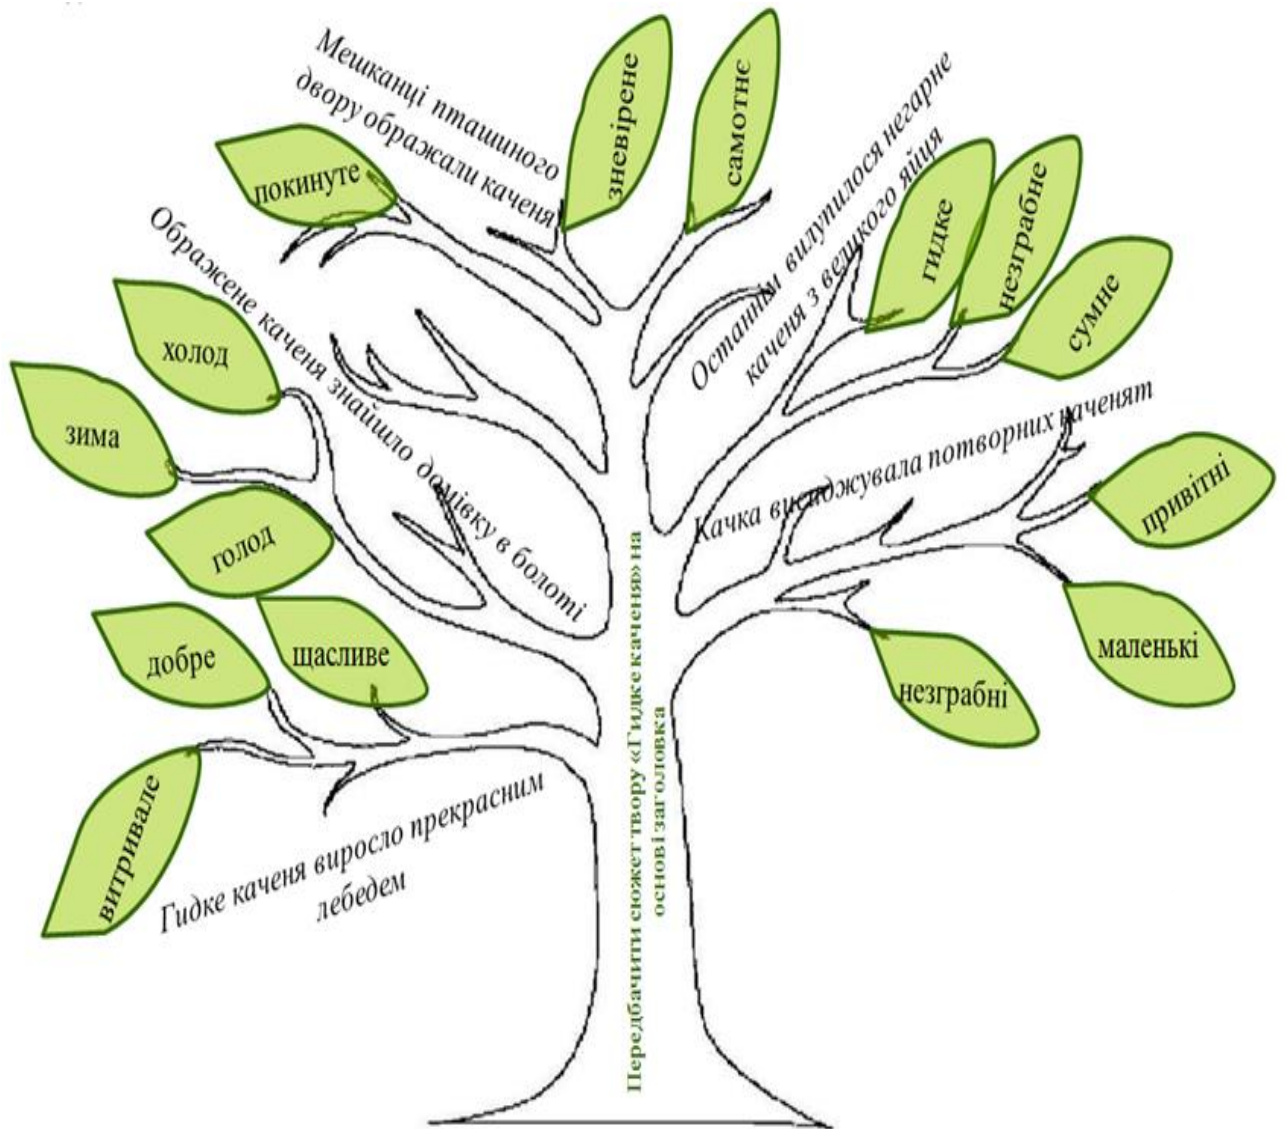 Мешканці пташиного
двору ображали каченя
зневірене
самотнє
покинуте
Останнім вилупилося негарне
каченя з великого яйця
гидке
незграбне
сумне
Ображене каченя знайшло домівку в болоті
холод
зима
голод
Качка висиджувала потворних каченят
привітні
маленькі
незграбні
добре
щасливе
витривале
Гидке каченя виросло прекрасним
лебедем
Передбачити сюжет твору «Гидке каченя» на
основі заголовка